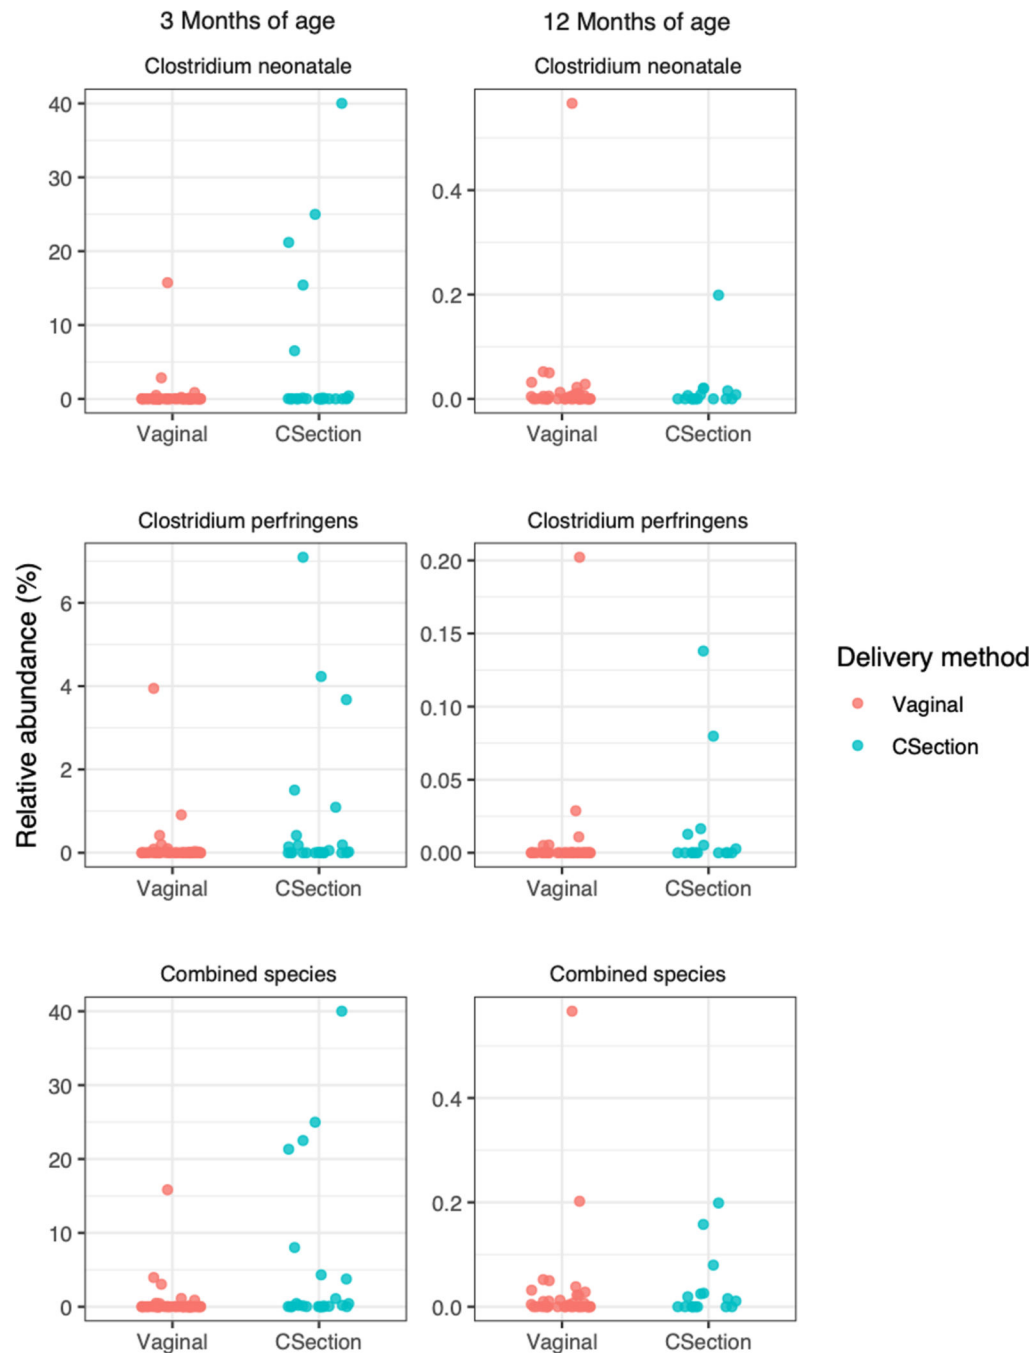 3 Months of age
12 Months of age
Clostridium neonatale
Clostridium neonatale
40
30
20
10
0
0.4
0.2
0.0
Vaginal
CSection
Vaginal
CSection
Relative abundance (%)
Clostridium perfringens
Clostridium perfringens
6
4
2
0
0.20
0.15
0.10
0.05
0.00
Vaginal
CSection
Vaginal
CSection
Delivery method
Vaginal
CSection
Combined species
Combined species
40
30
20
10
0
0.4
0.2
0.0
Vaginal
CSection
Vaginal
CSection